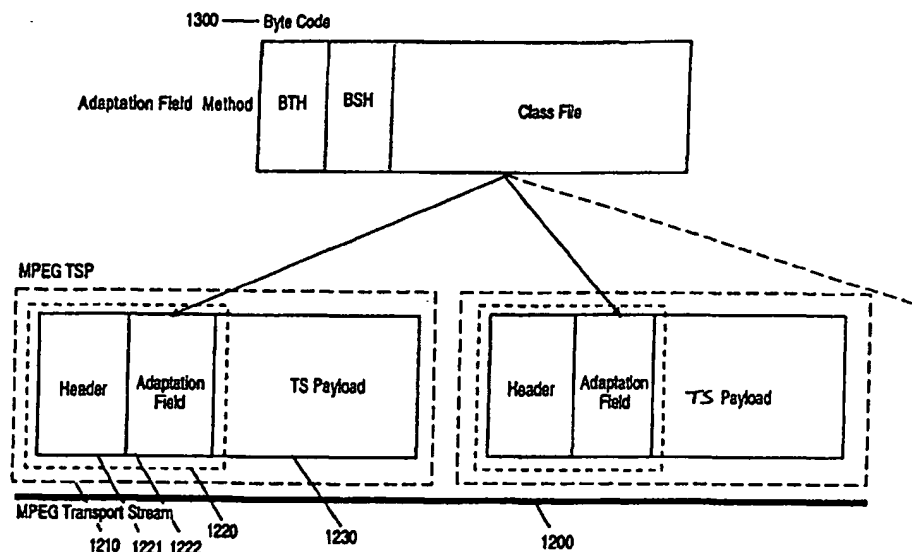 1300 Byte Code
Adaptation Field Method
BTH
BSH
Class File
MPEG TSP
Header
Adaptation
Field
TS Payload
Header
Adaptation
Field
TS Payload
MPEG Transport Stream
1210
1221
1222
1220
1230
1200